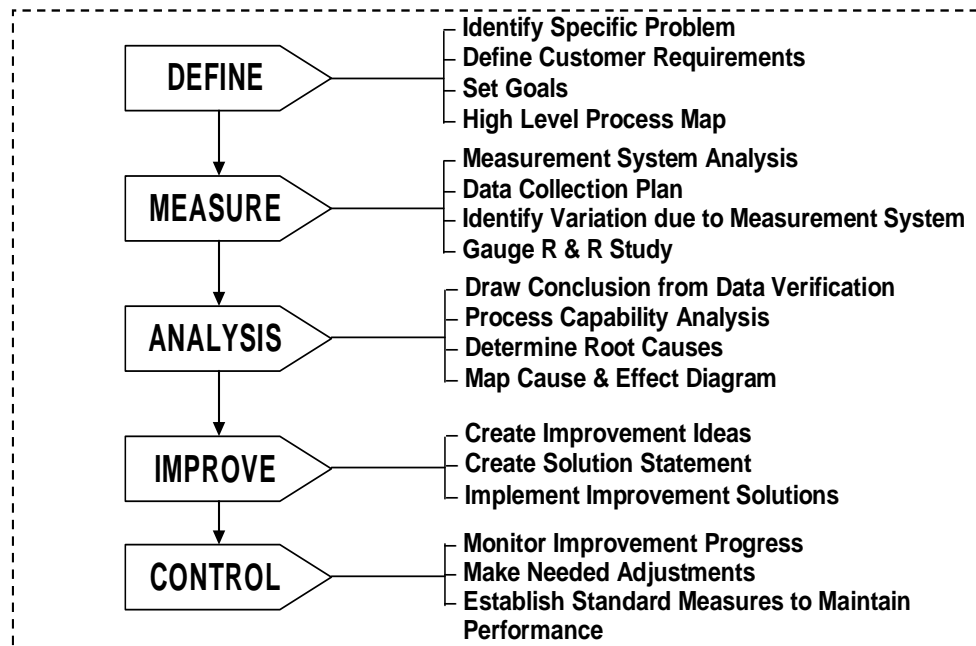 DEFINE
Identify Specific Problem
Define Customer Requirements
Set Goals
High Level Process Map
MEASURE
Measurement System Analysis
Data Collection Plan
Identify Variation due to Measurement System
Gauge R & R Study
ANALYSIS
Draw Conclusion from Data Verification
Process Capability Analysis
Determine Root Causes
Map Cause & Effect Diagram
IMPROVE
Create Improvement Ideas
Create Solution Statement
Implement Improvement Solutions
CONTROL
Monitor Improvement Progress
Make Needed Adjustments
Establish Standard Measures to Maintain
Performance